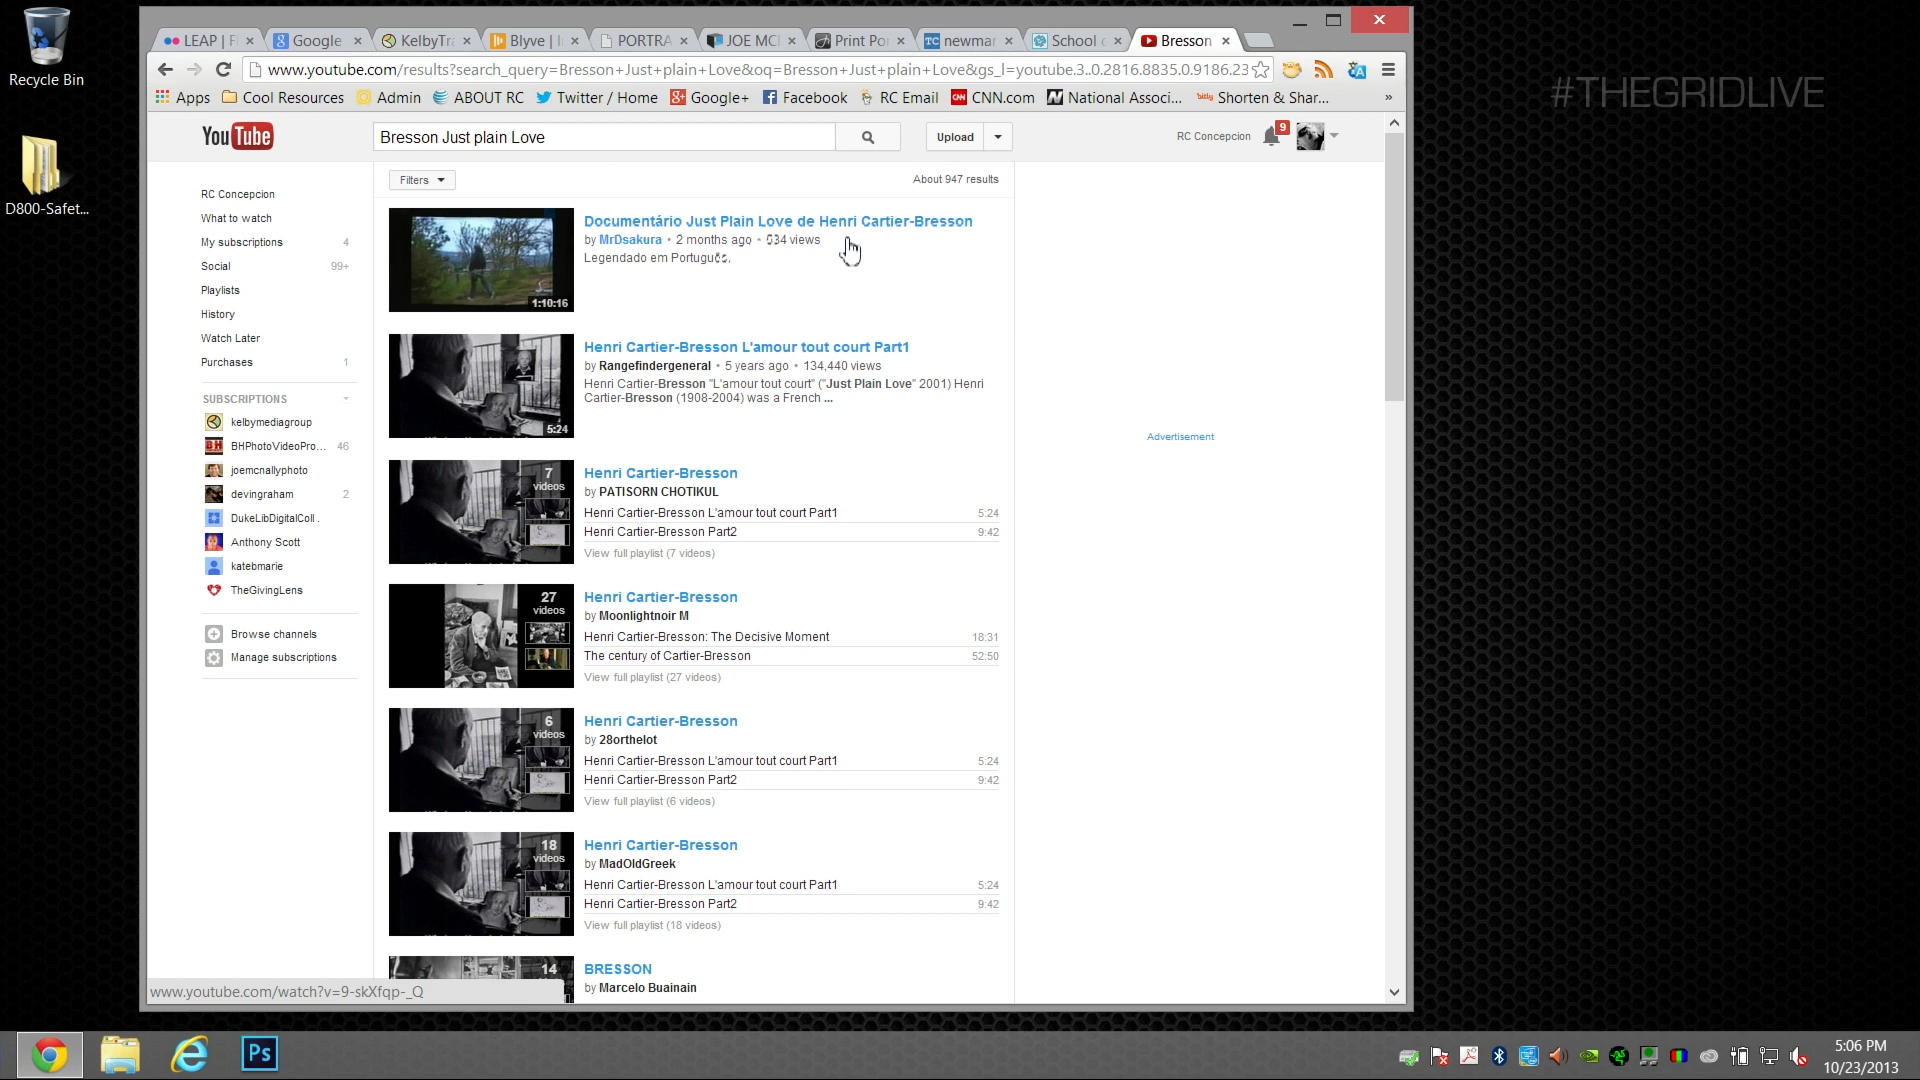 Recycle Bin
D800-Safet...
LEAP | F
Google
KelbyTra
Blyve | I
PORTRA
JOE MC
Print Po
newmar
School
Bresson
www.youtube.com/results?search_query=Bresson+Just+plain+Love&oq=Bresson+Just+plain+Love&gs_l=youtube.3..0.2816.8835.0.9186.23
Apps
Cool Resources
Admin
ABOUT RC
Twitter / Home
Google+
Facebook
RC Email
CNN.com
National Associ...
Shorten & Shar...
»
#THEGRIDLIVE
YouTube
Bresson Just plain Love
Upload
RC Concepcion
9
Filters
About 947 results
RC Concepcion
What to watch
My subscriptions 4
Social 99+
Playlists
History
Watch Later
Purchases 1
SUBSCRIPTIONS
kelbymediagroup
BHPhotoVideoPro... 46
joemcnallyphoto
devingraham 2
DukeLibDigitalColl .
Anthony Scott
katebmarie
TheGivingLens
Browse channels
Manage subscriptions
Documentário Just Plain Love de Henri Cartier-Bresson
by MrDsakura • 2 months ago • views
Legendado em
1:10:16
Henri Cartier-Bresson L'amour tout court Part1
by Rangefindergeneral • 5 years ago • 134,440 views
Henri Cartier-Bresson "L'amour tout court" ("Just Plain Love" 2001) Henri
Cartier-Bresson (1908-2004) was a French ...
5:24
7
videos
Henri Cartier-Bresson
by PATISORN CHOTIKUL
Henri Cartier-Bresson L'amour tout court Part1 5:24
Henri Cartier-Bresson Part2 9:42
View full playlist (7 videos)
27
videos
Henri Cartier-Bresson
by Moonlightnoir M
Henri Cartier-Bresson: The Decisive Moment 18:31
The century of Cartier-Bresson 52:50
View full playlist (27 videos)
6
videos
Henri Cartier-Bresson
by 28orthelot
Henri Cartier-Bresson L'amour tout court Part1 5:24
Henri Cartier-Bresson Part2 9:42
View full playlist (6 videos)
18
videos
Henri Cartier-Bresson
by MadOldGreek
Henri Cartier-Bresson L'amour tout court Part1 5:24
Henri Cartier-Bresson Part2 9:42
View full playlist (18 videos)
14
BRESSON
by Marcelo Buainain
Advertisement
www.youtube.com/watch?v=9-skXfqp-_Q
Ps
5:06 PM
10/23/2013